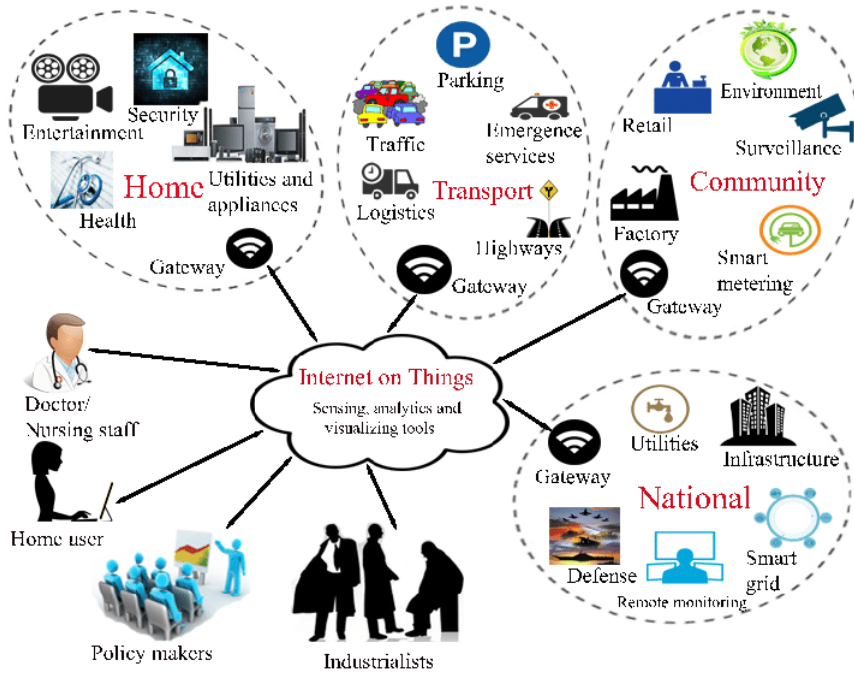 Entertainment
Security
Health
Home
Utilities and
appliances
Gateway
P
Parking
Traffic
Emergence
services
Logistics
Transport
Highways
Gateway
Environment
Retail
Surveillance
Community
Factory
Smart
metering
Gateway
Internet on Things
Sensing, analytics and
visualizing tools
Doctor/
Nursing staff
Home user
Policy makers
Industrialists
Gateway
Utilities
Infrastructure
National
Defense
Remote monitoring
Smart
grid